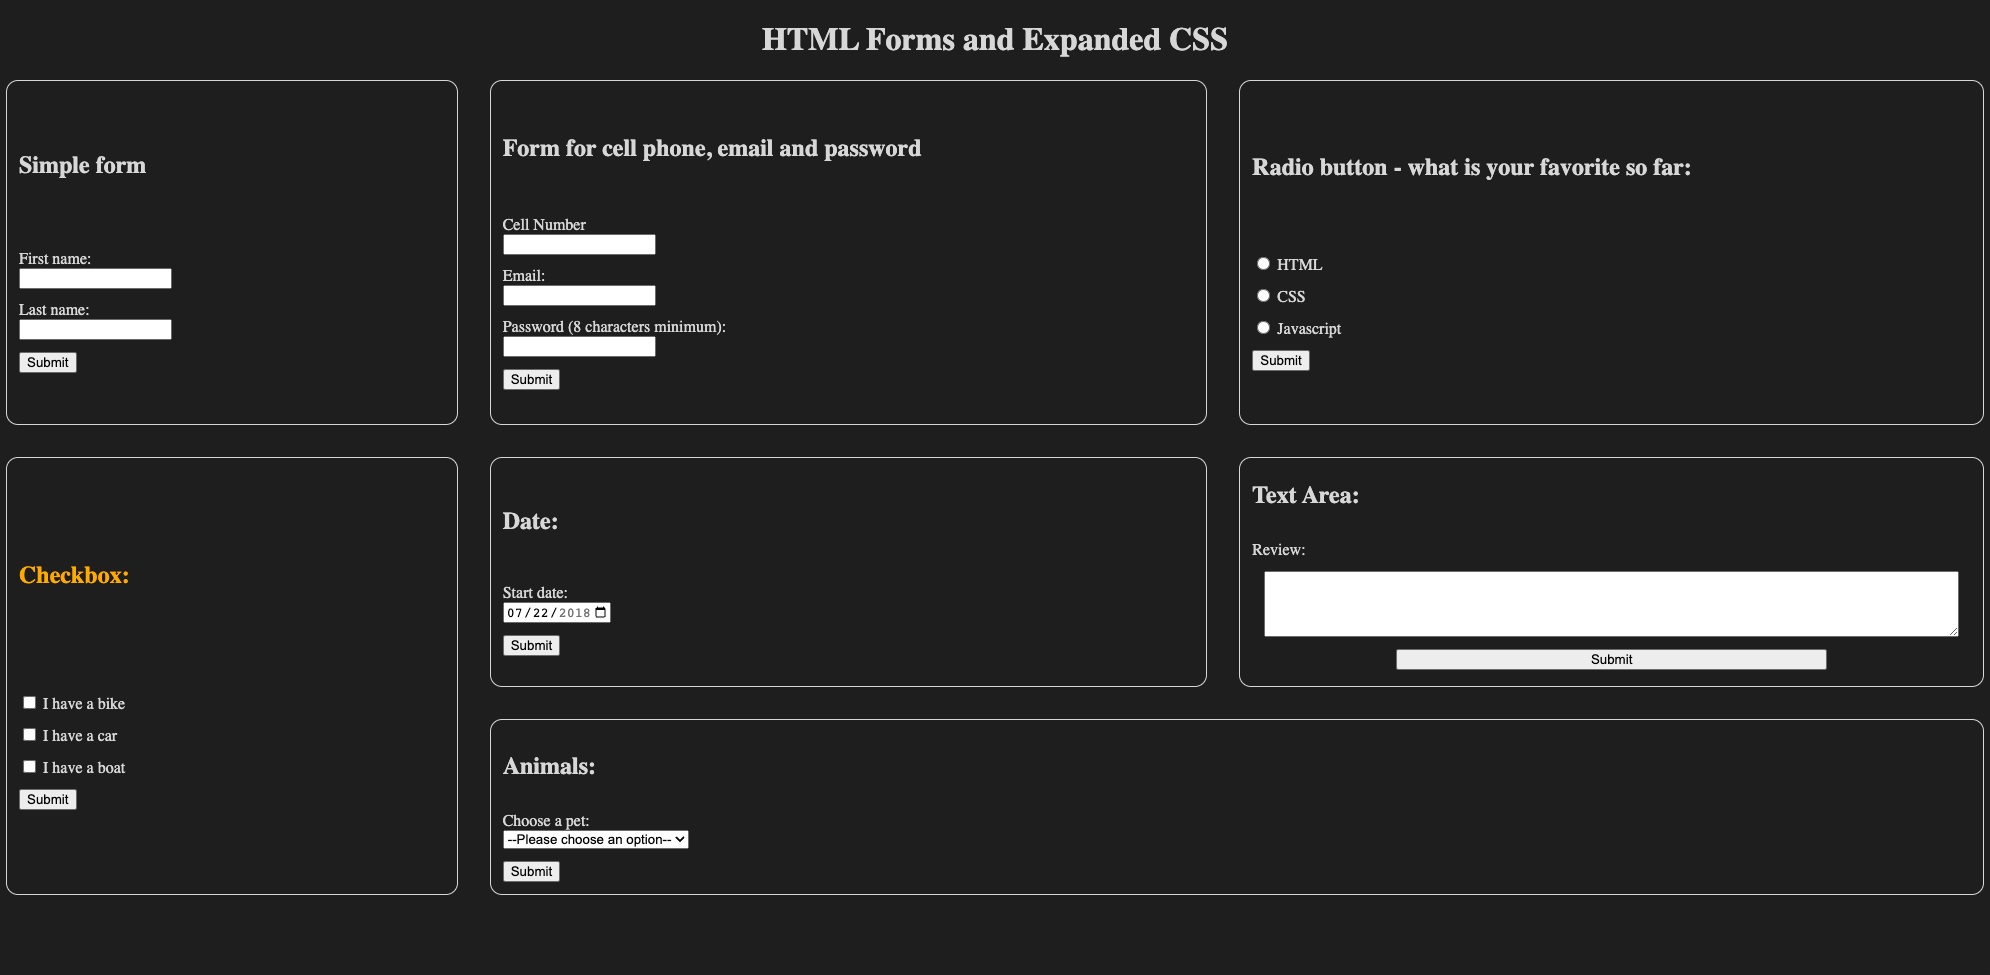 HTML Forms and Expanded CSS
Simple form
First name:
Last name:
Submit
Form for cell phone, email and password
Cell Number
Email:
Password (8 characters minimum):
Submit
Radio button - what is your favorite so far:
HTML
CSS
Javascript
Submit
Checkbox:
I have a bike
I have a car
I have a boat
Submit
Date:
Start date:
07/22/2018
Submit
Text Area:
Review:
Submit
Animals:
Choose a pet:
--Please choose an option--
Submit